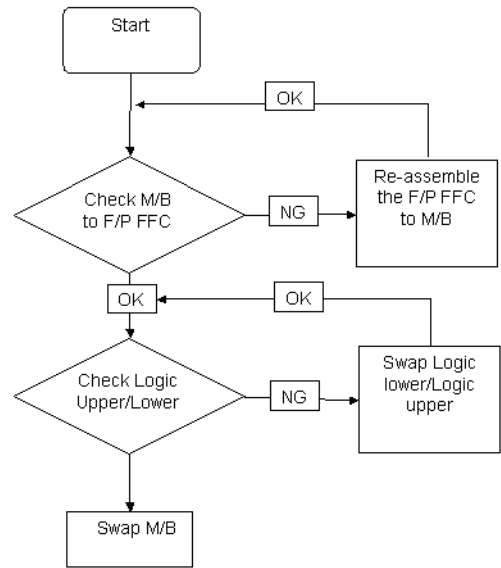 Start
OK
Check M/B
to F/P FFC
NG
Re-assemble
the F/P FFC
to M/B
OK
OK
Check Logic
Upper/Lower
NG
Swap Logic
lower/Logic
upper
Swap M/B